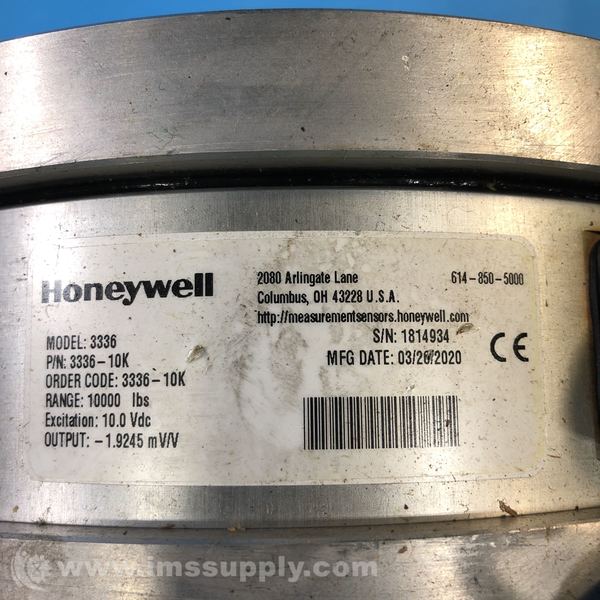 Honeywell
2080 Arlingate Lane
Columbus, OH 43228 U.S.A.
http://measurementsensors.honeywell.com
614-850-5000
S/N: 1814934
MFG DATE: 03/26/2020
CE
MODEL: 3336
P/N: 3336-10K
ORDER CODE: 3336-10K
RANGE: 10000 lbs
Excitation: 10.0 Vdc
OUTPUT: -1.9245 mV/V
www.imssupply.com